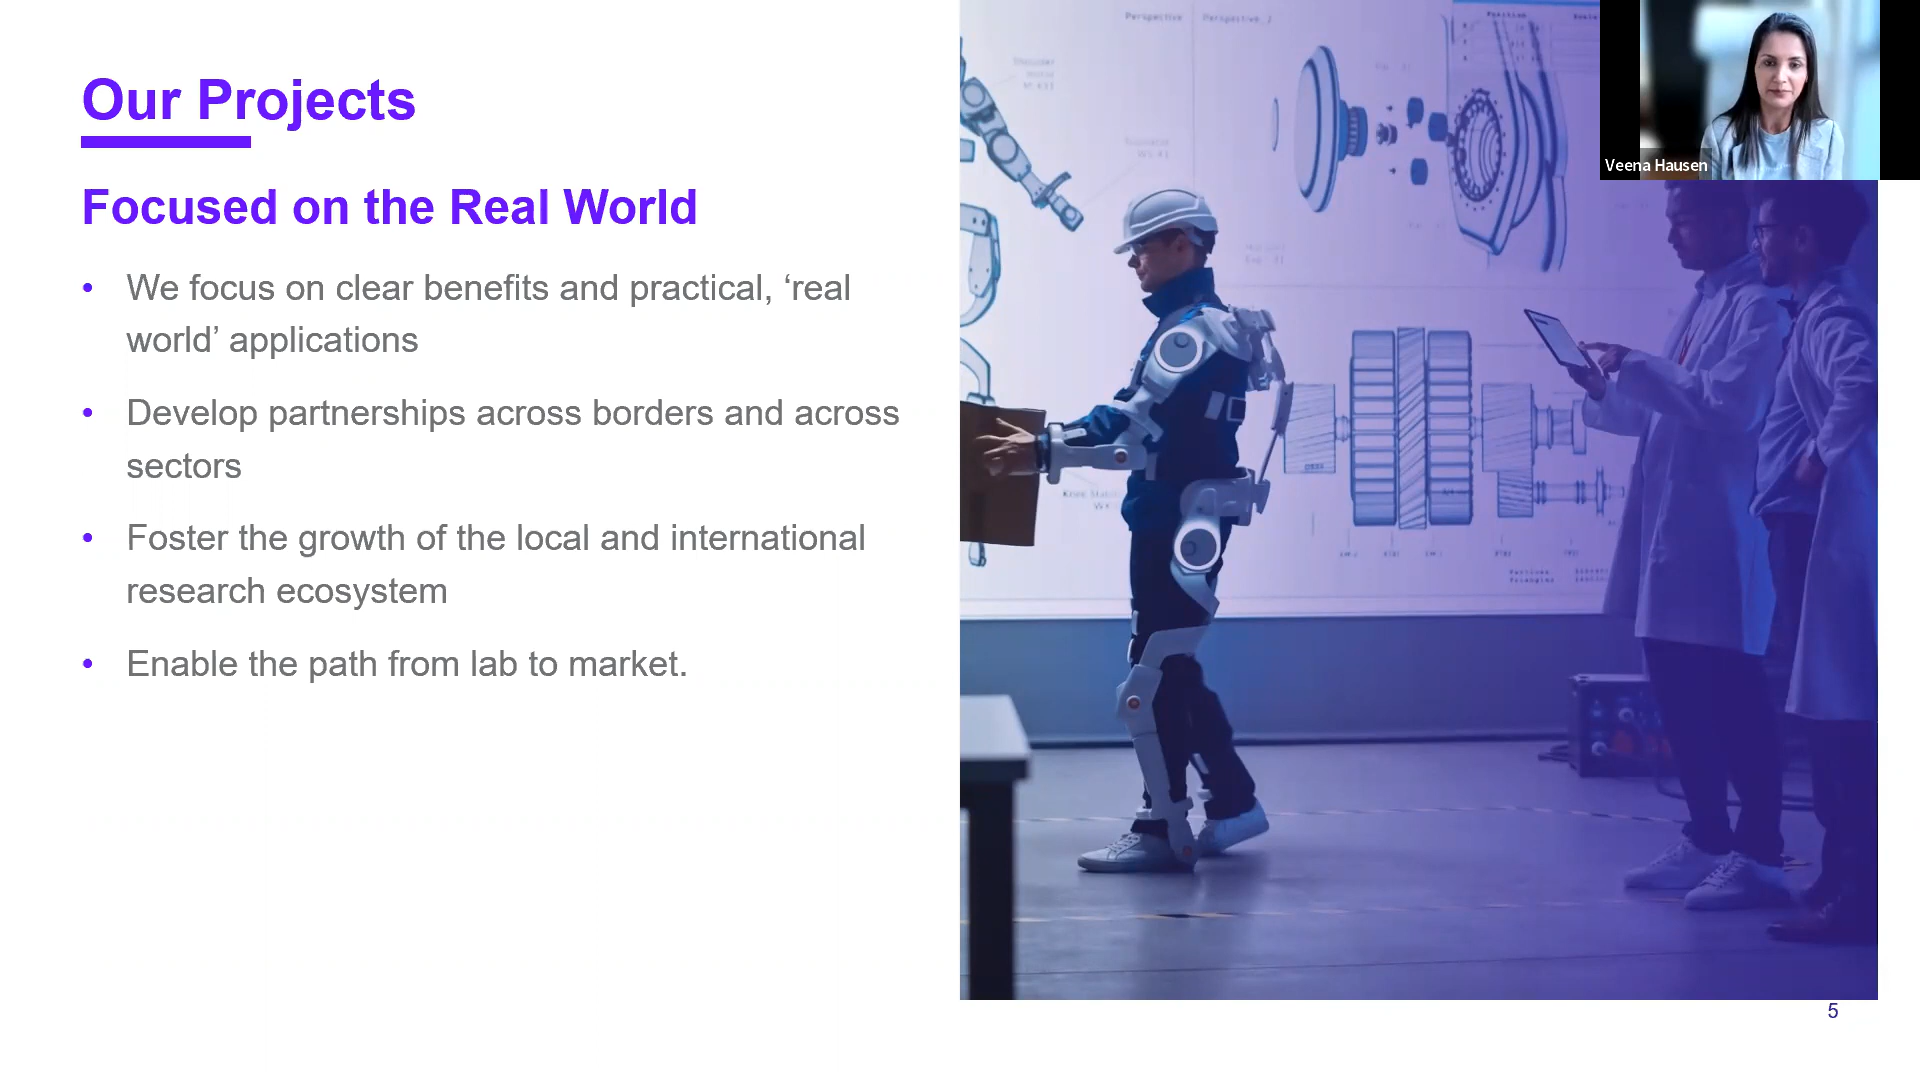 Our Projects
Focused on the Real World
• We focus on clear benefits and practical, ‘real
world’ applications
• Develop partnerships across borders and across
sectors
• Foster the growth of the local and international
research ecosystem
• Enable the path from lab to market.
Perspective
Perspective_2
Veena Hausen
5